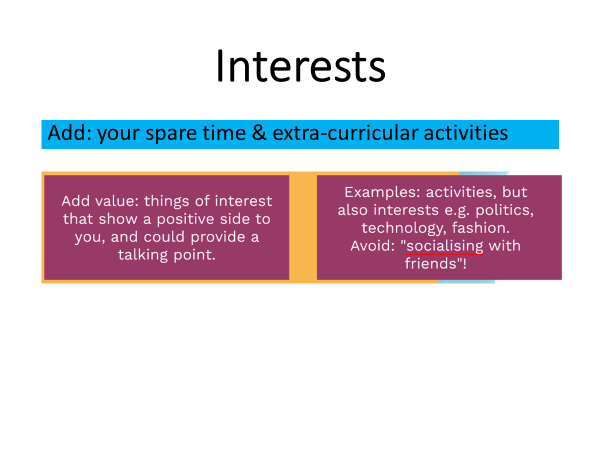 Interests
Add: your spare time & extra-curricular activities
Add value: things of interest
that show a positive side to
you, and could provide a
talking point.
Examples: activities, but
also interests e.g. politics,
technology, fashion.
Avoid: "socialising with
friends"!